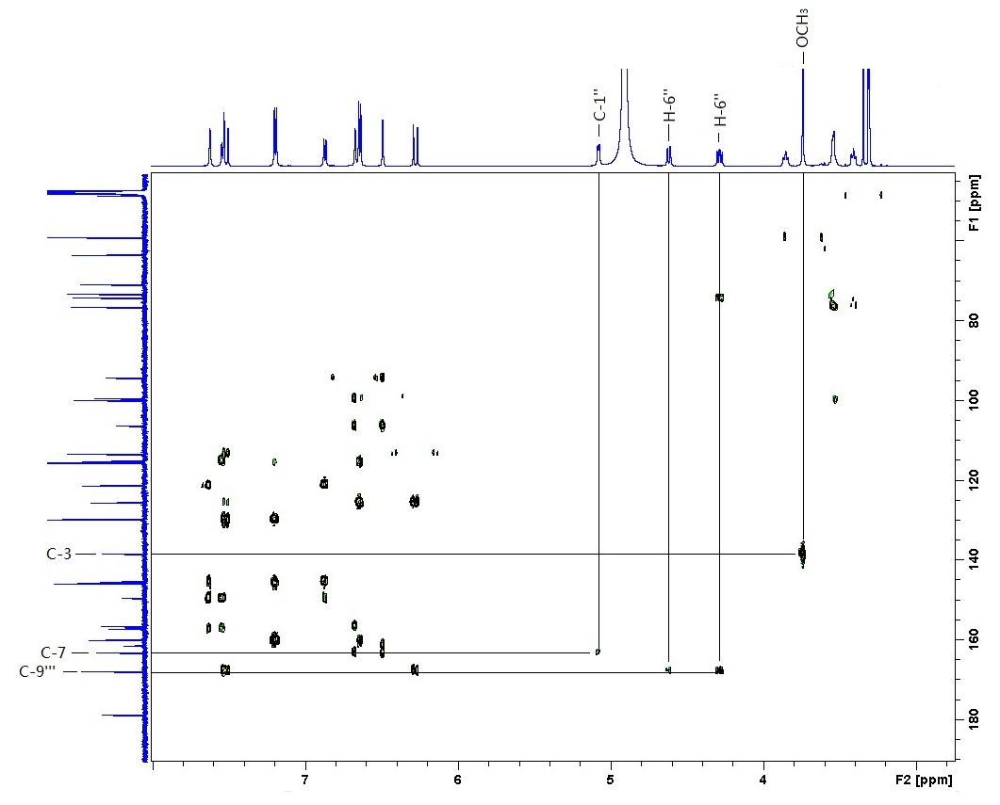 C-1"
H-6"
H-6"
OCH₃
F1 [ppm]
80
100
120
140
160
180
C-3
C-7
C-9'''
7
6
5
4
F2 [ppm]